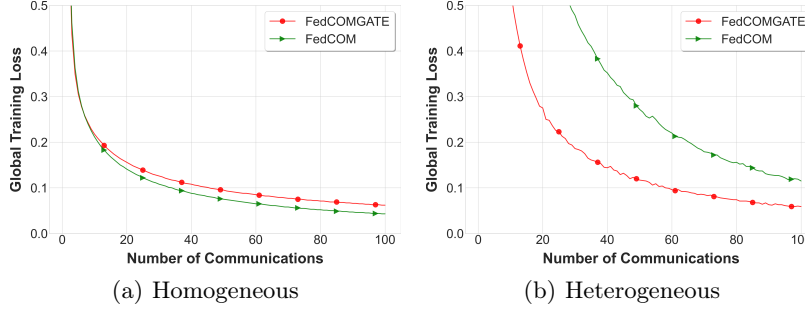 0.5
0.4
0.3
0.2
0.1
0.0
Global Training Loss
FedCOMGATE
FedCOM
0 20 40 60 80 100
Number of Communications
(a) Homogeneous
0.5
0.4
0.3
0.2
0.1
0.0
Global Training Loss
FedCOMGATE
FedCOM
0 20 40 60 80 100
Number of Communications
(b) Heterogeneous